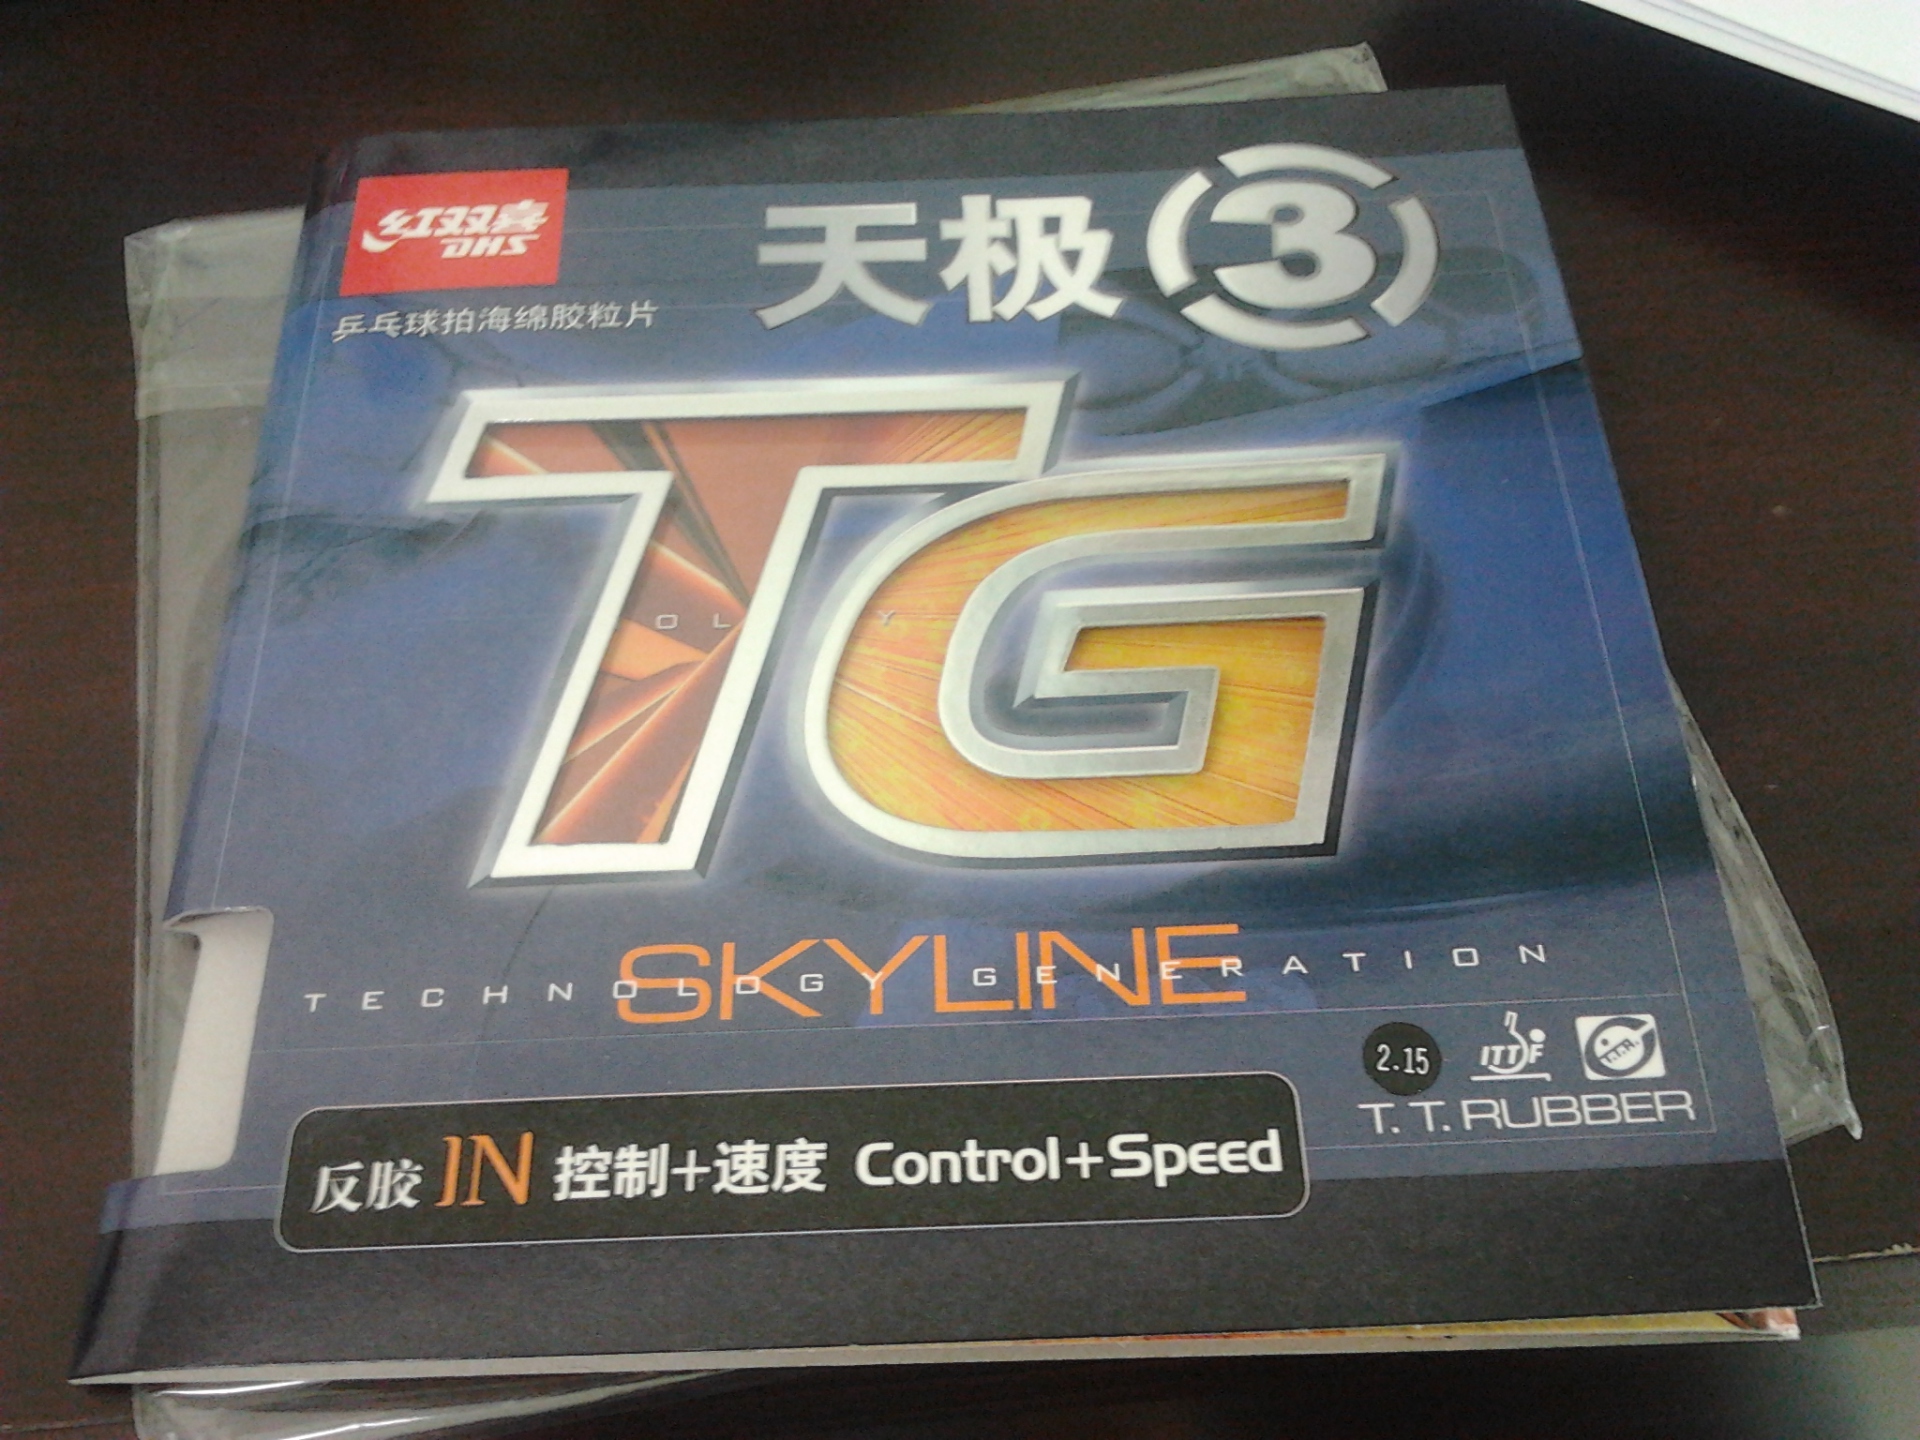 红双喜
DHS
天极 3
乒乓球拍海绵胶粒片
TG
SKYLINE
TECHNOLOGY GENERATION
2.15
ITTF
T.T. RUBBER
反胶 IN 控制+速度 Control+Speed